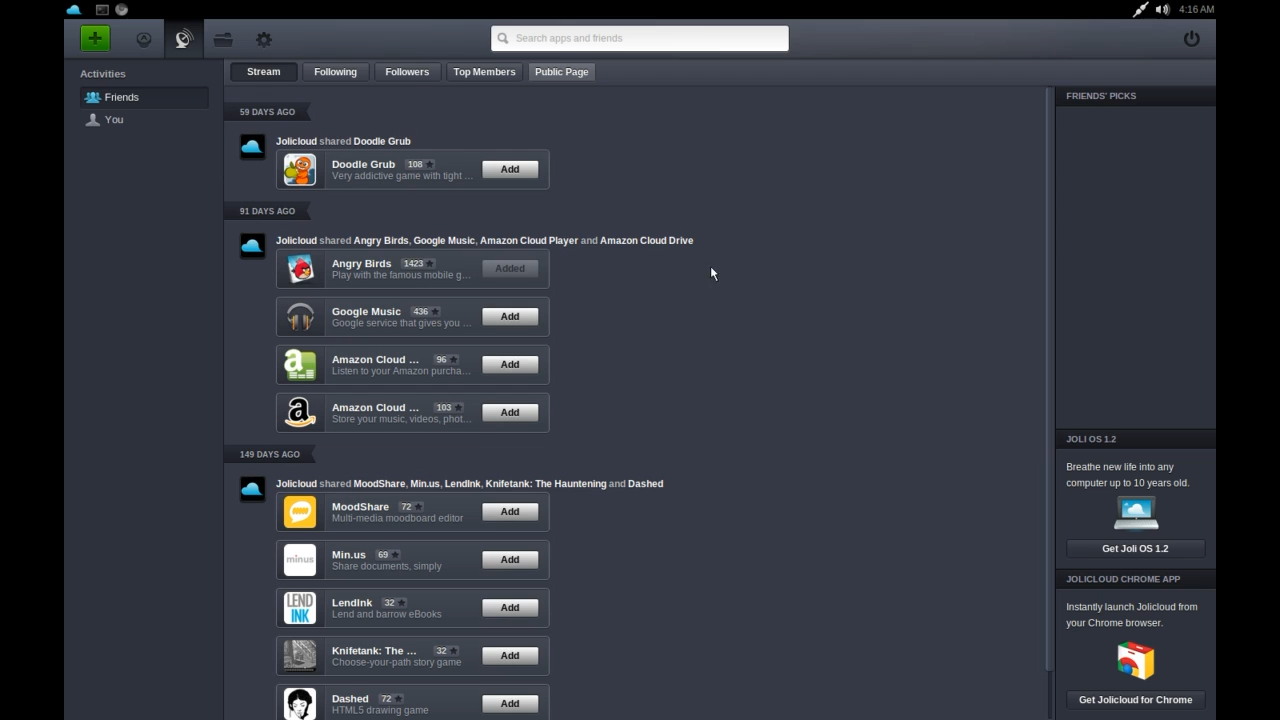 4:16 AM
Search apps and friends
Activities
Friends
You
Stream
Following
Followers
Top Members
Public Page
59 DAYS AGO
Jolicloud shared Doodle Grub
Doodle Grub 108
Very addictive game with tight ...
Add
91 DAYS AGO
Jolicloud shared Angry Birds, Google Music, Amazon Cloud Player and Amazon Cloud Drive
Angry Birds 1423
Play with the famous mobile g...
Added
Google Music 436
Google service that gives you ...
Add
Amazon Cloud ... 96
Listen to your Amazon purcha...
Add
Amazon Cloud ... 103
Store your music, videos, phot...
Add
149 DAYS AGO
Jolicloud shared MoodShare, Min.us, LendInk, Knifetank: The Hauntening and Dashed
MoodShare 72
Multi-media moodboard editor
Add
minus
Min.us 69
Share documents, simply
Add
LEND
INK
LendInk 32
Lend and barrow eBooks
Add
Knifetank: The ... 32
Choose-your-path story game
Add
Dashed 72
HTML5 drawing game
Add
FRIENDS' PICKS
JOLI OS 1.2
Breathe new life into any
computer up to 10 years old.
Get Joli OS 1.2
JOLICLOUD CHROME APP
Instantly launch Jolicloud from
your Chrome browser.
Get Jolicloud for Chrome